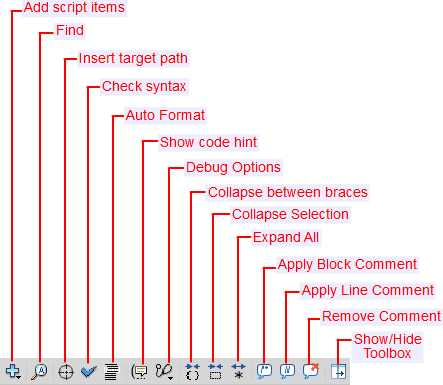 Add script items
Find
Insert target path
Check syntax
Auto Format
Show code hint
Debug Options
Collapse between braces
Collapse Selection
Expand All
Apply Block Comment
Apply Line Comment
Remove Comment
Show/Hide
Toolbox